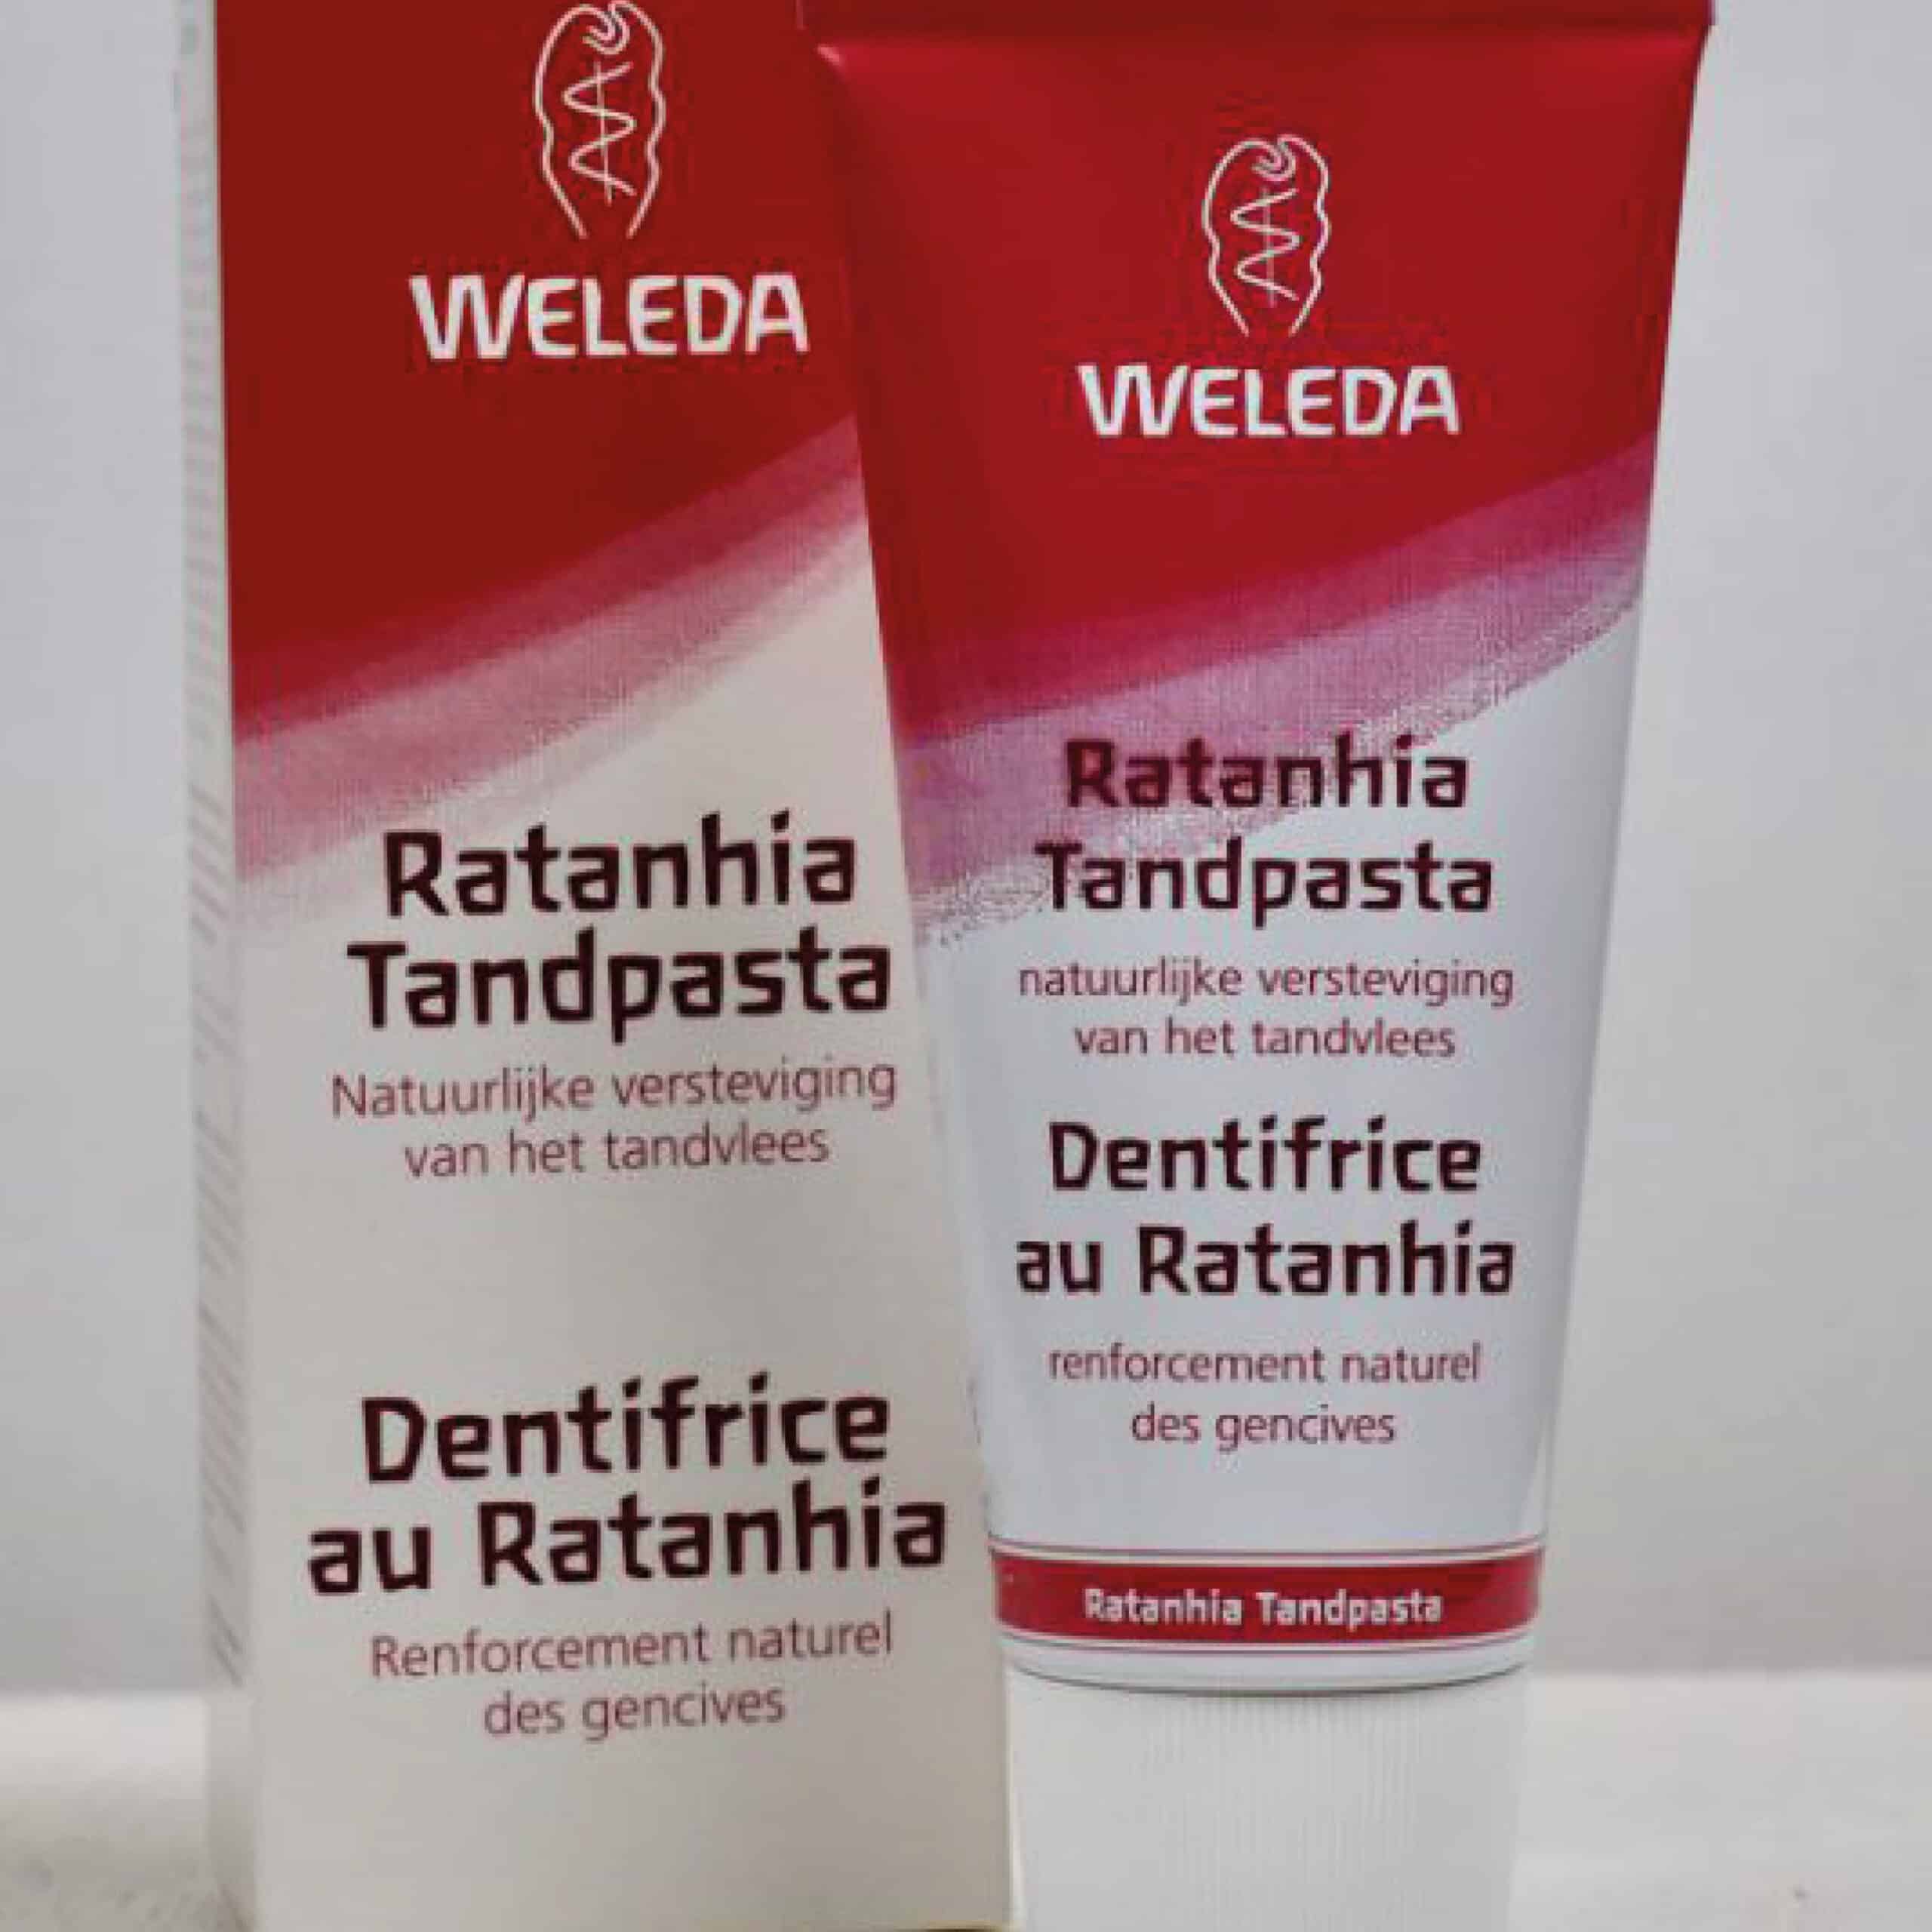 WELEDA
Ratanhia
Tandpasta
Natuurlijke versteviging
van het tandvlees
Dentifrice
au Ratanhia
Renforcement naturel
des gencives
WELEDA
Ratanhia
Tandpasta
natuurlijke versteviging
van het tandvlees
Dentifrice
au Ratanhia
renforcement naturel
des gencives
Ratanhia Tandpasta